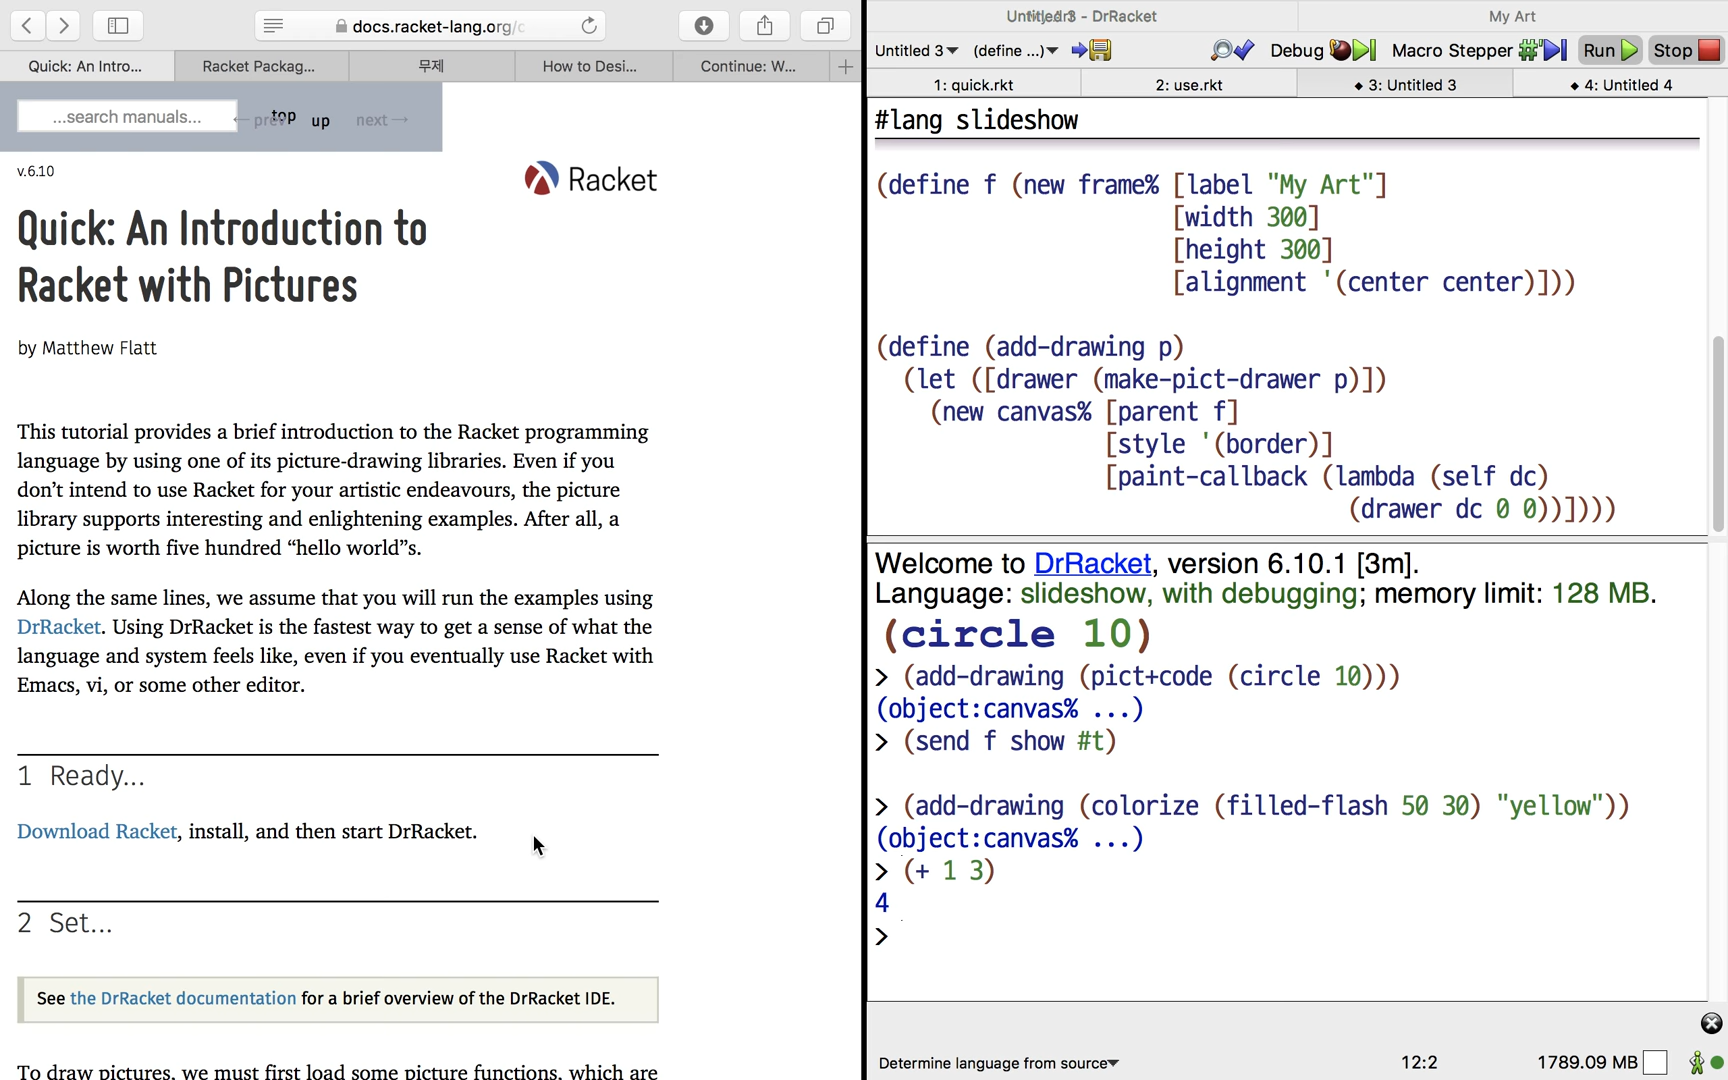 docs.racket-lang.org/
Quick: An Intro...
Racket Packag...
무제
How to Desi...
Continue: W...
...search manuals...
← prev top up next →
v.6.10
Racket
Quick: An Introduction to
Racket with Pictures
by Matthew Flatt
This tutorial provides a brief introduction to the Racket programming
language by using one of its picture-drawing libraries. Even if you
don’t intend to use Racket for your artistic endeavours, the picture
library supports interesting and enlightening examples. After all, a
picture is worth five hundred “hello world”s.
Along the same lines, we assume that you will run the examples using
DrRacket. Using DrRacket is the fastest way to get a sense of what the
language and system feels like, even if you eventually use Racket with
Emacs, vi, or some other editor.
1 Ready...
Download Racket, install, and then start DrRacket.
2 Set...
See the DrRacket documentation for a brief overview of the DrRacket IDE.
To draw pictures, we must first load some picture functions, which are
Untitled 3 - DrRacket
My Art
Untitled 3
(define ...)
Debug
Macro Stepper
Run
Stop
1: quick.rkt
2: use.rkt
◆ 3: Untitled 3
◆ 4: Untitled 4
#lang slideshow
(define f (new frame% [label "My Art"]
[width 300]
[height 300]
[alignment '(center center)]))
(define (add-drawing p)
(let ([drawer (make-pict-drawer p)])
(new canvas% [parent f]
[style '(border)]
[paint-callback (lambda (self dc)
(drawer dc 0 0))])))
Welcome to DrRacket, version 6.10.1 [3m].
Language: slideshow, with debugging; memory limit: 128 MB.
(circle 10)
> (add-drawing (pict+code (circle 10)))
(object:canvas% ...)
> (send f show #t)
> (add-drawing (colorize (filled-flash 50 30) "yellow"))
(object:canvas% ...)
> (+ 1 3)
4
>
Determine language from source
12:2
1789.09 MB